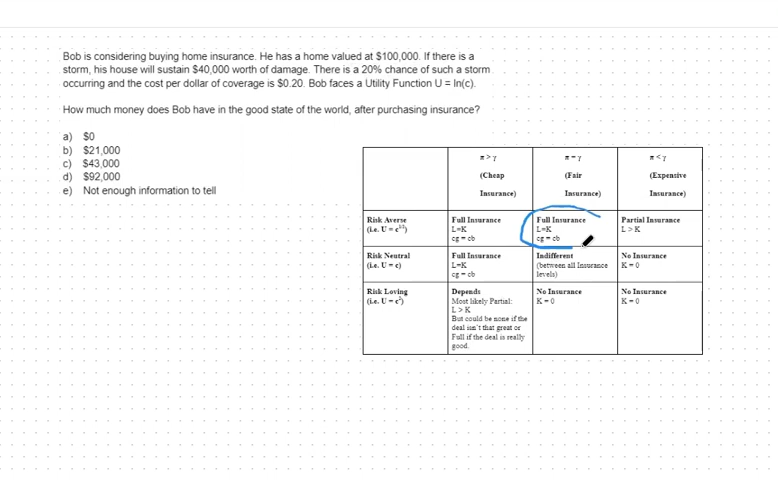 Bob is considering buying home insurance. He has a home valued at $100,000. If there is a
storm, his house will sustain $40,000 worth of damage. There is a 20% chance of such a storm
occurring and the cost per dollar of coverage is $0.20. Bob faces a Utility Function U = ln(c).
How much money does Bob have in the good state of the world, after purchasing insurance?
a) $0
b) $21,000
c) $43,000
d) $92,000
e) Not enough information to tell
π > γ
(Cheap
Insurance)
π = γ
(Fair
Insurance)
π < γ
(Expensive
Insurance)
Risk Averse
(i.e. U = c^1/2)
Full Insurance
L=K
cg = cb
Full Insurance
L=K
cg = cb
Partial Insurance
L > K
Risk Neutral
(i.e. U = c)
Full Insurance
L=K
cg = cb
Indifferent
(between all Insurance
levels)
No Insurance
K = 0
Risk Loving
(i.e. U = c²)
Depends
Most likely Partial:
L > K
But could be none if the
deal isn't that great or
Full if the deal is really
good.
No Insurance
K = 0
No Insurance
K = 0